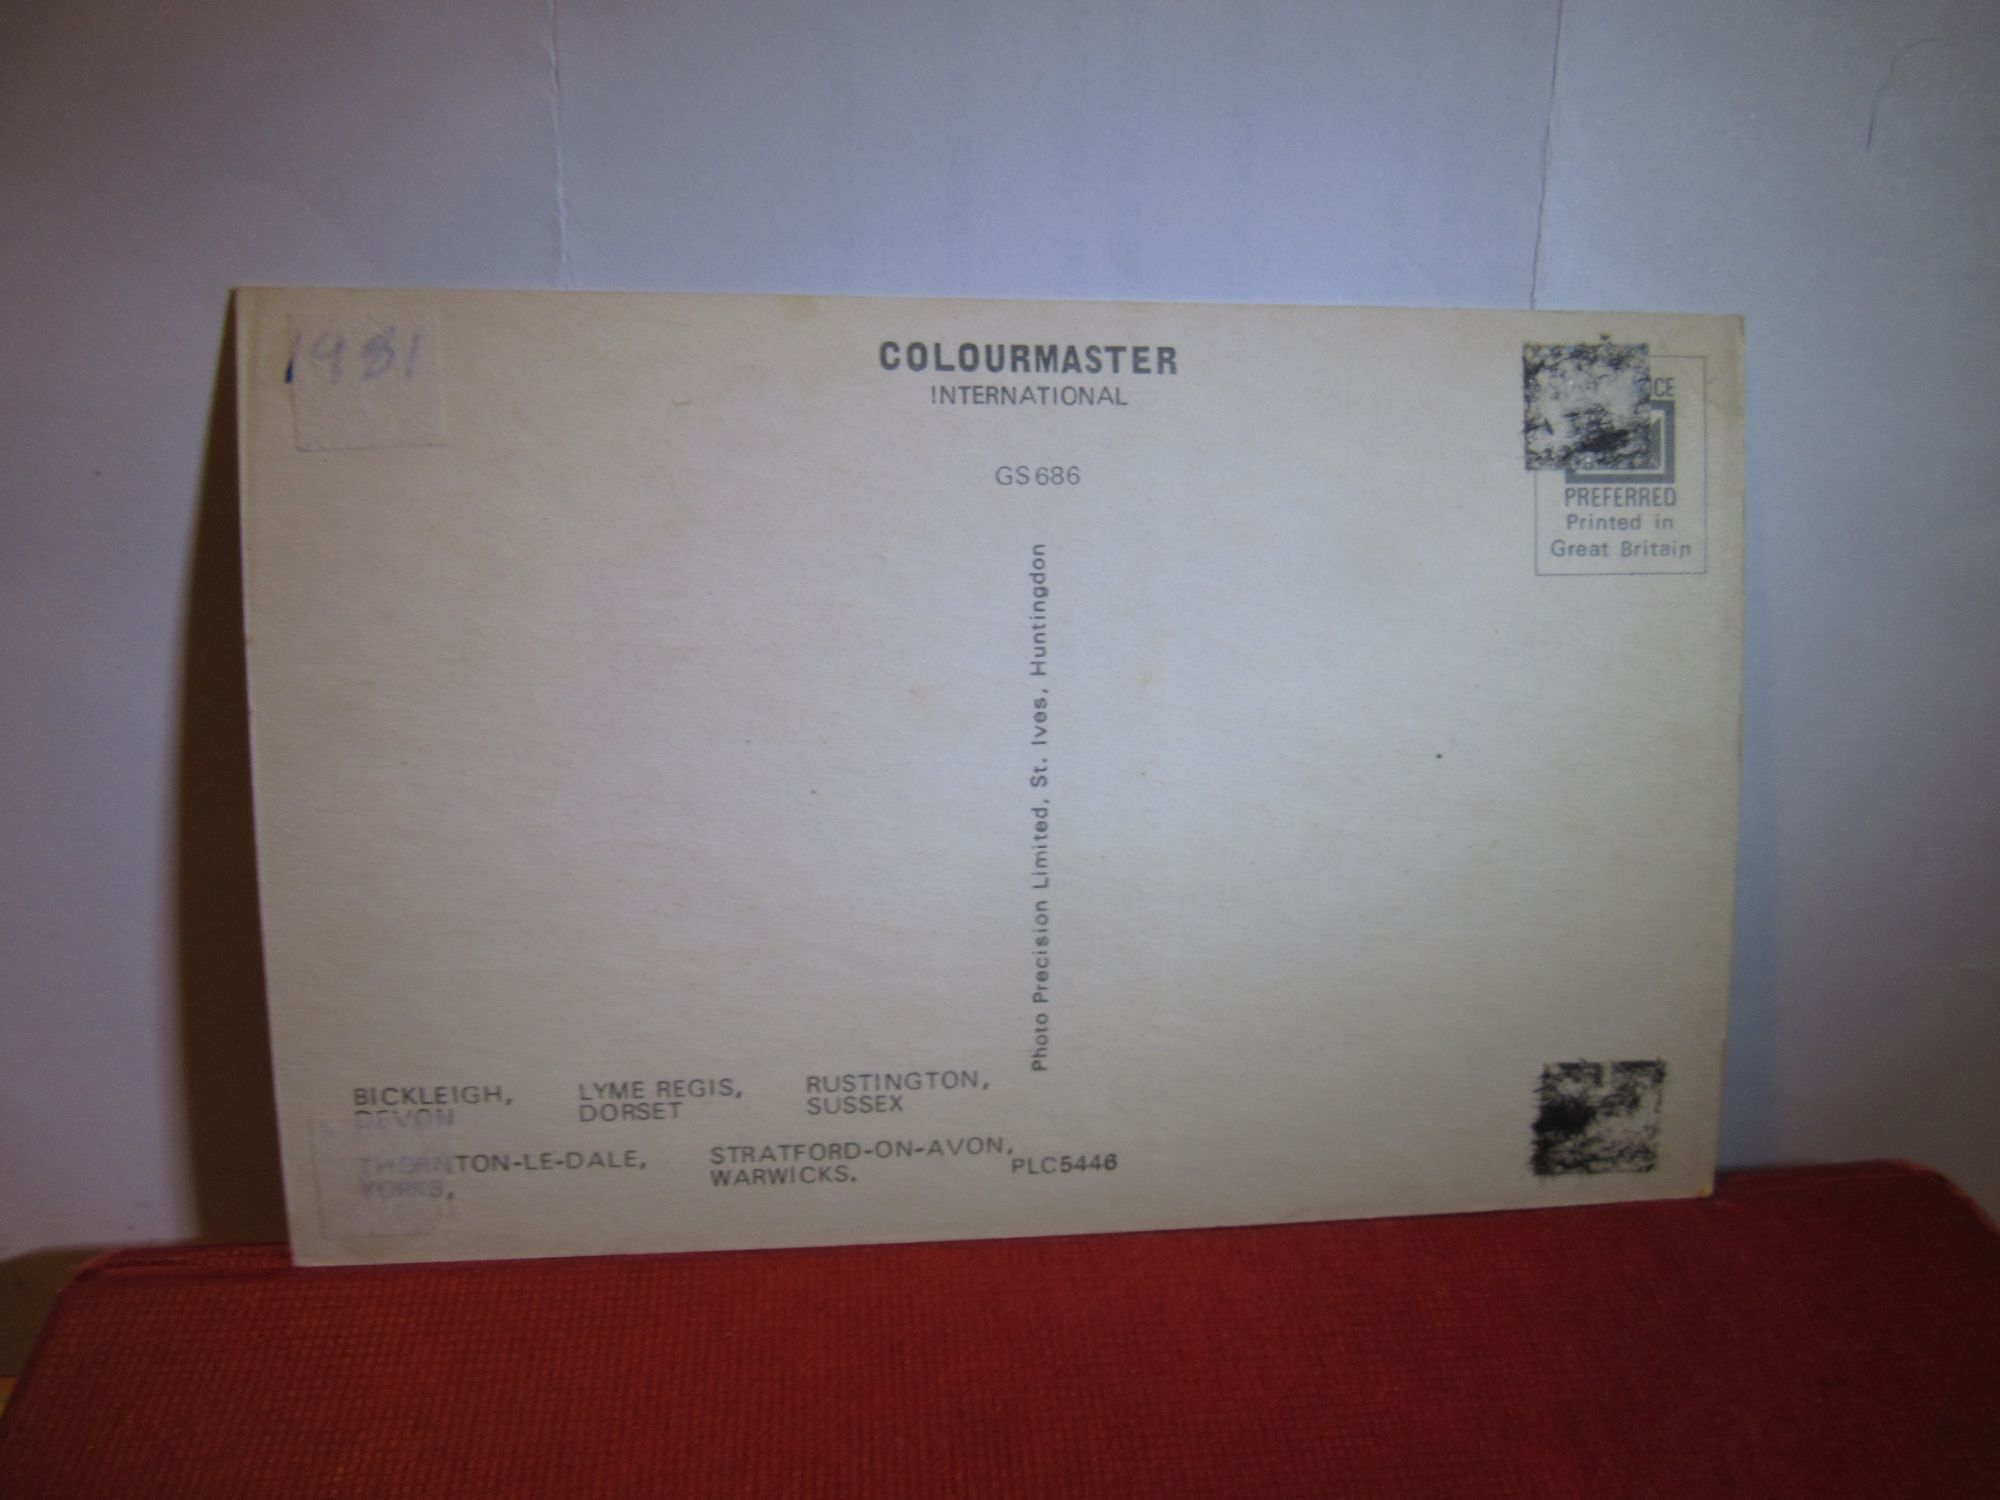 1981
COLOURMASTER
INTERNATIONAL
GS686
CE
PREFERRED
Printed in
Great Britain
Photo Precision Limited, St. Ives, Huntingdon
BICKLEIGH,
DEVON
LYME REGIS,
DORSET
RUSTINGTON,
SUSSEX
THORNTON-LE-DALE,
YORKS,
STRATFORD-ON-AVON,
WARWICKS.
PLC5446